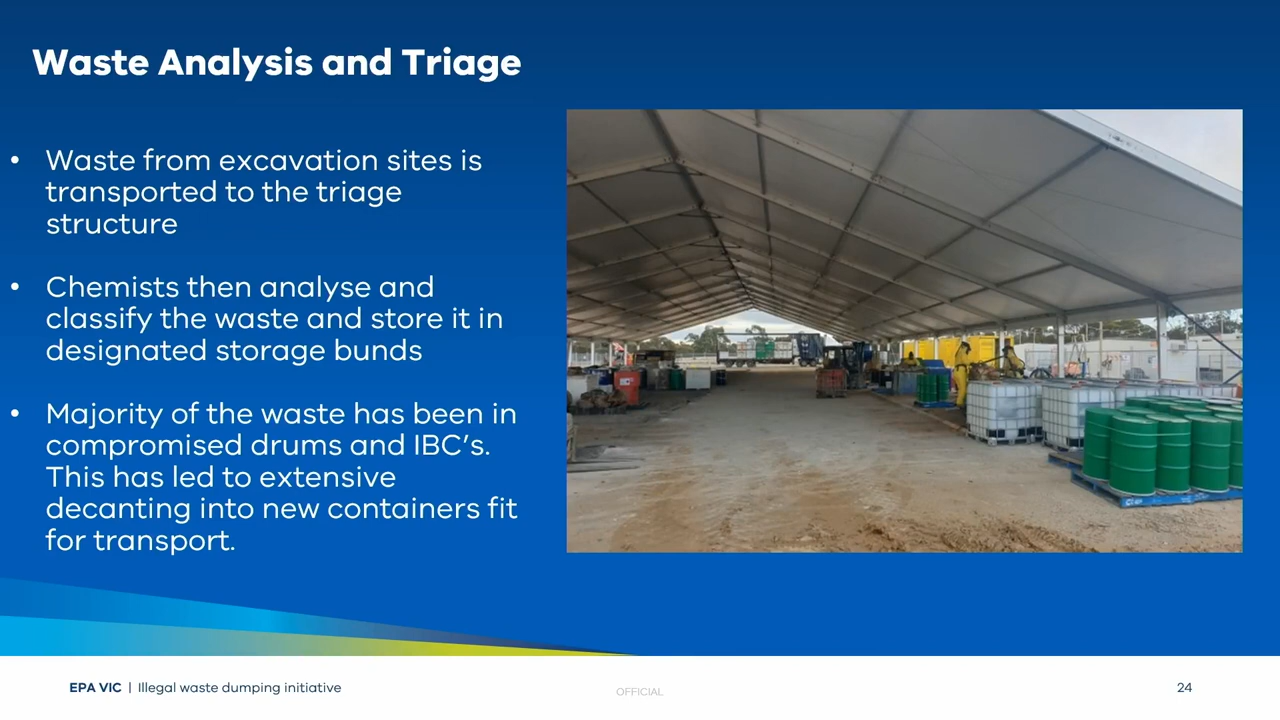 Waste Analysis and Triage
• Waste from excavation sites is
transported to the triage
structure
• Chemists then analyse and
classify the waste and store it in
designated storage bunds
• Majority of the waste has been in
compromised drums and IBC’s.
This has led to extensive
decanting into new containers fit
for transport.
EPA VIC | Illegal waste dumping initiative
OFFICIAL
24